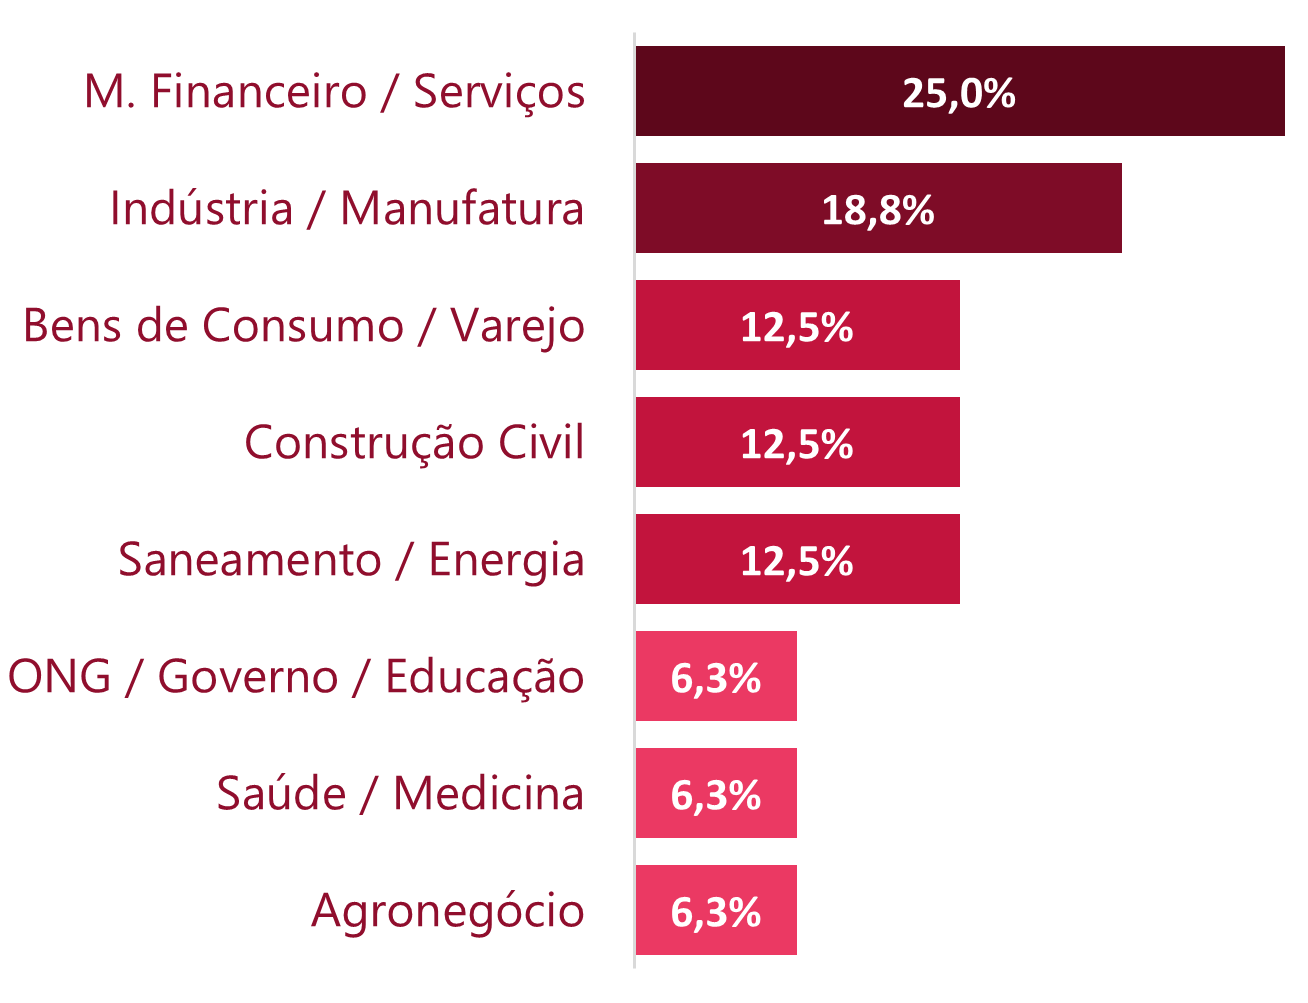 M. Financeiro / Serviços 25,0%
Indústria / Manufatura 18,8%
Bens de Consumo / Varejo 12,5%
Construção Civil 12,5%
Saneamento / Energia 12,5%
ONG / Governo / Educação 6,3%
Saúde / Medicina 6,3%
Agronegócio 6,3%